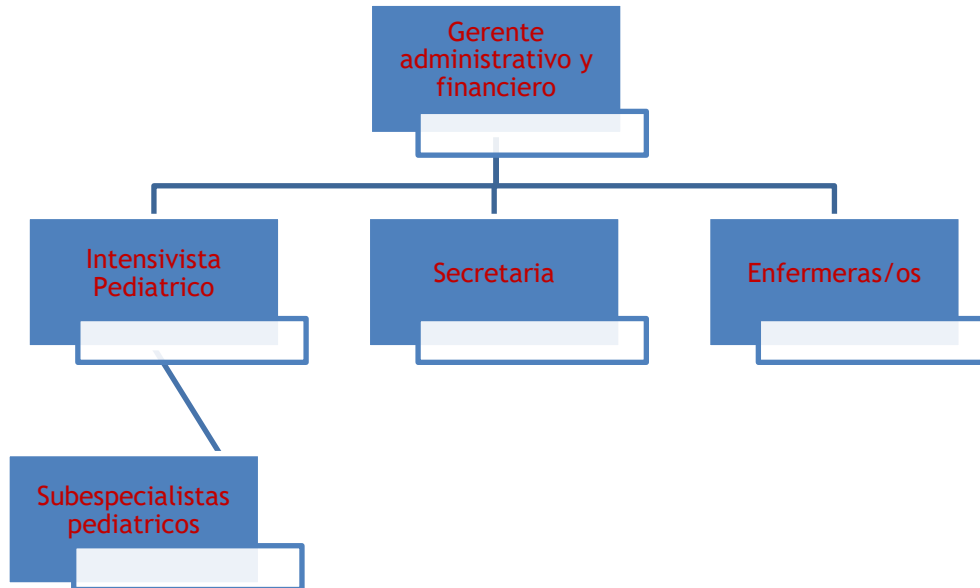 Gerente
administrativo y
financiero
Intensivista
Pediatrico
Secretaria
Enfermeras/os
Subespecialistas
pediatricos